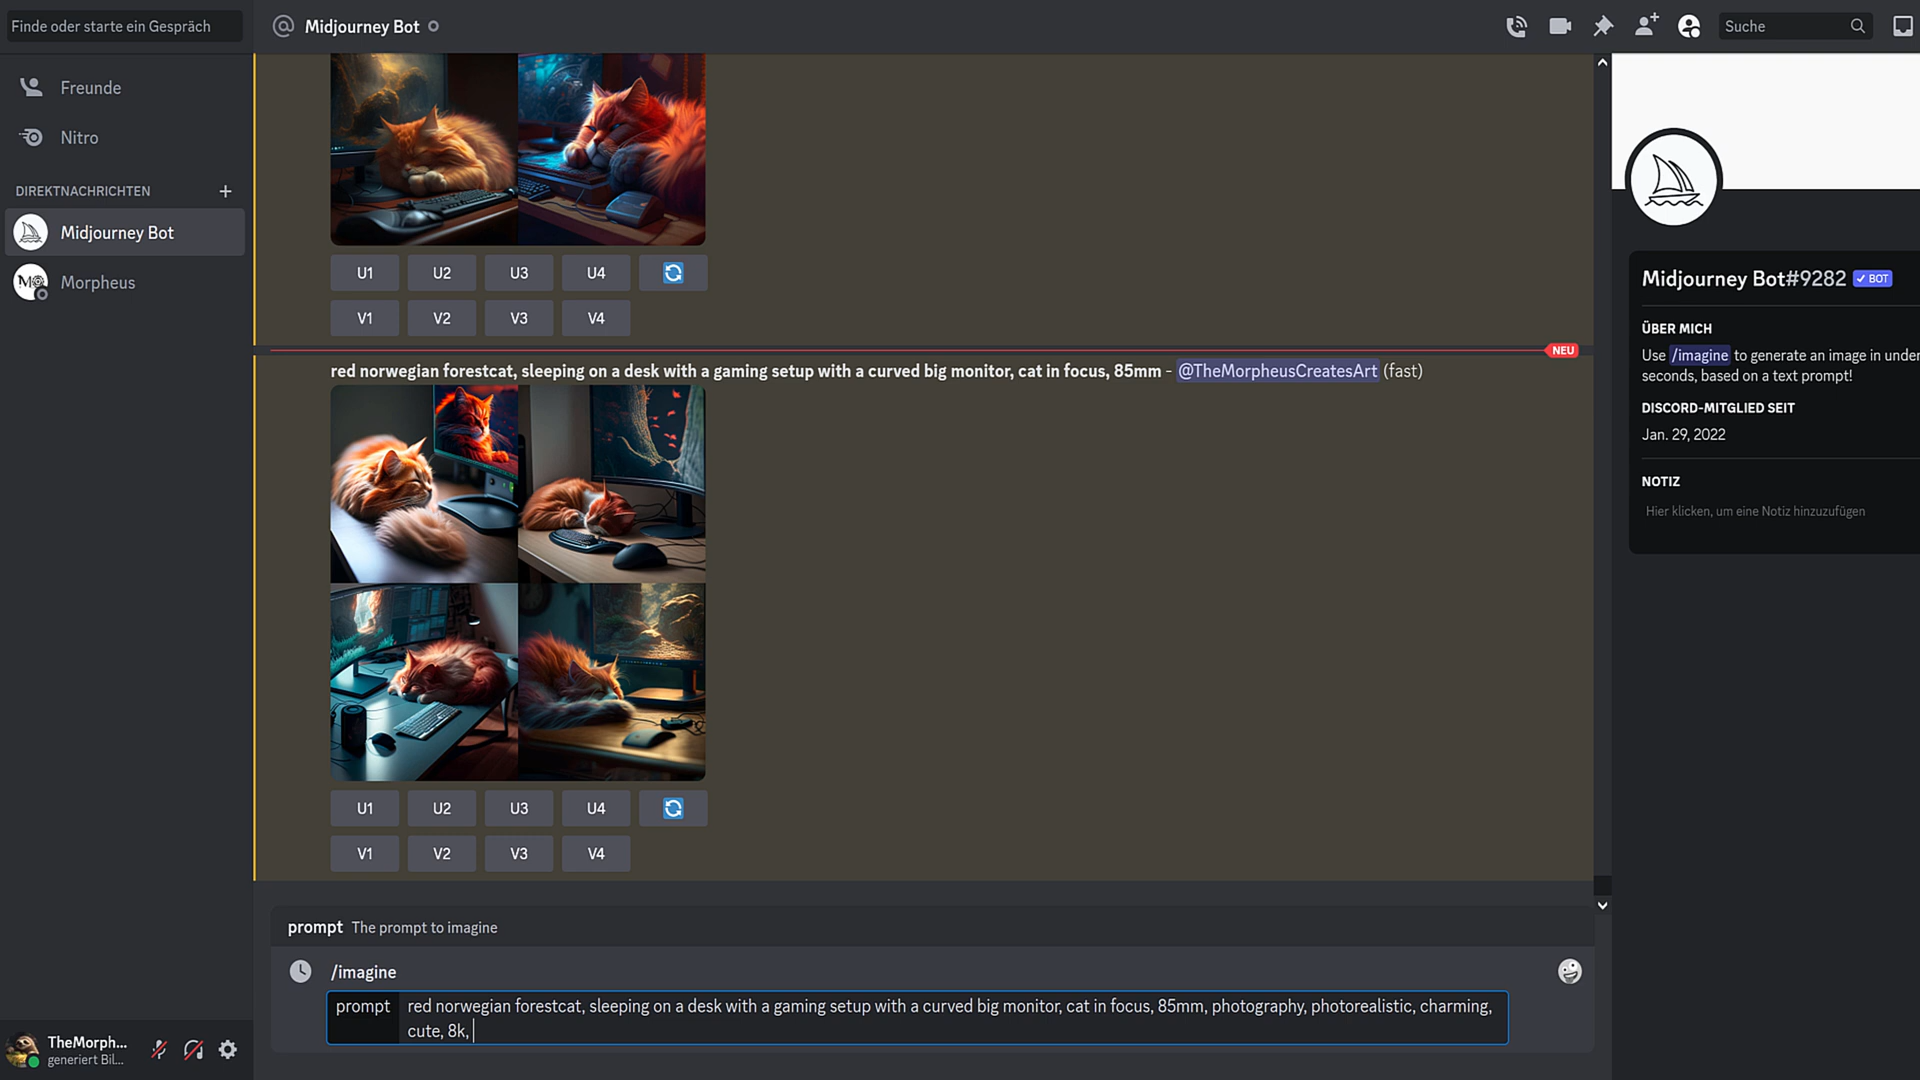 Finde oder starte ein Gespräch
Freunde
Nitro
DIREKTNACHRICHTEN
Midjourney Bot
Morpheus
TheMorph...
generiert Bil...
Midjourney Bot
Suche
U1 U2 U3 U4
V1 V2 V3 V4
NEU
red norwegian forestcat, sleeping on a desk with a gaming setup with a curved big monitor, cat in focus, 85mm - @TheMorpheusCreatesArt (fast)
U1 U2 U3 U4
V1 V2 V3 V4
prompt The prompt to imagine
/imagine
prompt red norwegian forestcat, sleeping on a desk with a gaming setup with a curved big monitor, cat in focus, 85mm, photography, photorealistic, charming,
cute, 8k,
Midjourney Bot#9282 BOT
ÜBER MICH
Use /imagine to generate an image in under
seconds, based on a text prompt!
DISCORD-MITGLIED SEIT
Jan. 29, 2022
NOTIZ
Hier klicken, um eine Notiz hinzuzufügen